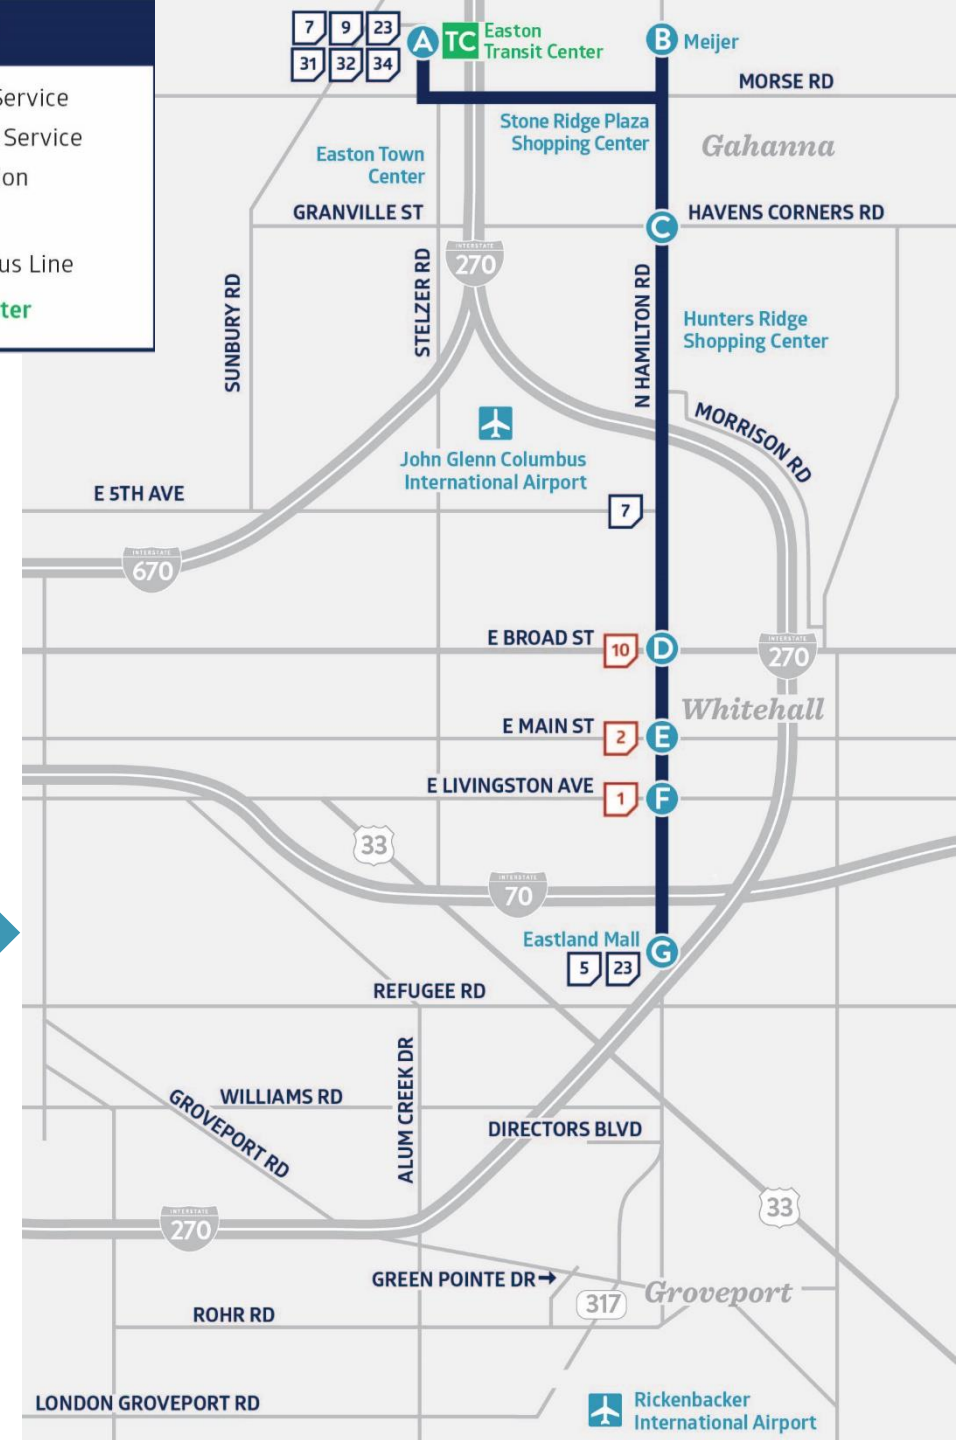 7 9 23
31 32 34
A
TC
Easton
Transit Center
B
Meijer
Service
Service
on
us Line
ter
MORSE RD
Stone Ridge Plaza
Shopping Center
Gahanna
Easton Town
Center
GRANVILLE ST
HAVENS CORNERS RD
C
INTERSTATE
270
SUNBURY RD
STELZER RD
N HAMILTON RD
Hunters Ridge
Shopping Center
MORRISON RD
John Glenn Columbus
International Airport
E 5TH AVE
7
INTERSTATE
670
E BROAD ST
10
D
INTERSTATE
270
Whitehall
E MAIN ST
2
E
E LIVINGSTON AVE
1
F
33
INTERSTATE
70
Eastland Mall
G
5 23
REFUGEE RD
ALUM CREEK DR
WILLIAMS RD
GROVEPORT RD
DIRECTORS BLVD
INTERSTATE
270
33
GREEN POINTE DR→
317
Groveport
ROHR RD
LONDON GROVEPORT RD
Rickenbacker
International Airport